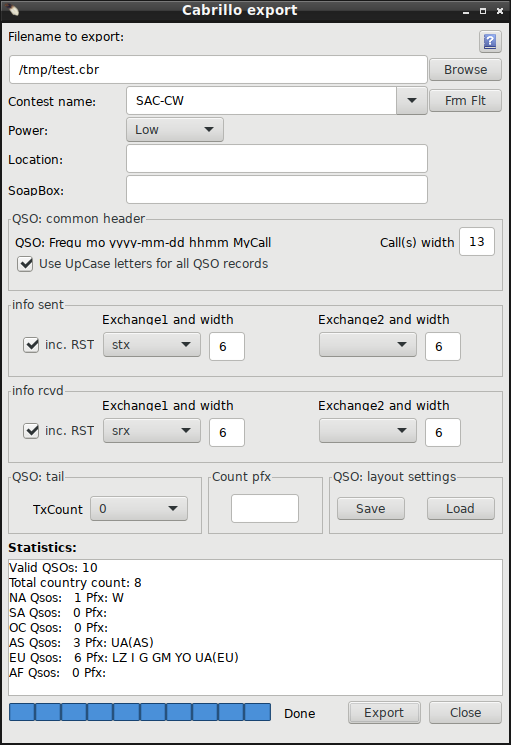 Cabrillo export
Filename to export:
?
/tmp/test.cbr
Browse
Contest name:
SAC-CW
Frm Flt
Power:
Low
Location:
SoapBox:
QSO: common header
QSO: Frequ mo yyyy-mm-dd hhmm MyCall
Call(s) width
13
Use UpCase letters for all QSO records
info sent
Exchange1 and width
Exchange2 and width
inc. RST
stx
6
6
info rcvd
Exchange1 and width
Exchange2 and width
inc. RST
srx
6
6
QSO: tail
Count pfx
QSO: layout settings
TxCount
0
Save
Load
Statistics:
Valid QSOs: 10
Total country count: 8
NA Qsos: 1 Pfx: W
SA Qsos: 0 Pfx:
OC Qsos: 0 Pfx:
AS Qsos: 3 Pfx: UA(AS)
EU Qsos: 6 Pfx: LZ I G GM YO UA(EU)
AF Qsos: 0 Pfx:
Done
Export
Close